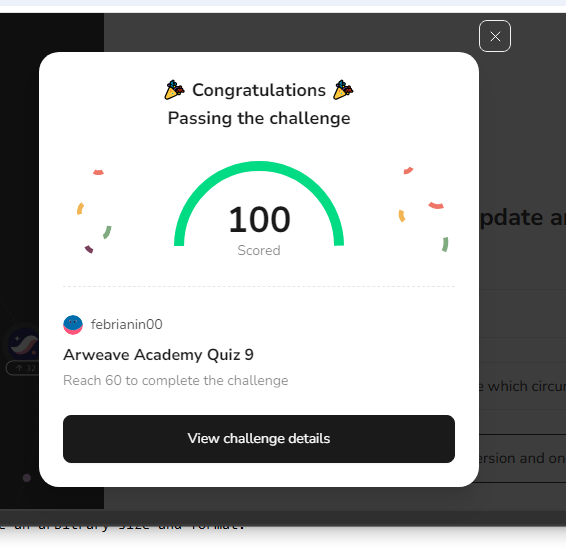 Congratulations
Passing the challenge
100
Scored
pdate
febrianin00
Arweave Academy Quiz 9
Reach 60 to complete the challenge
32
which circu
View challenge details
ersion and on
an arbitrary size and format.